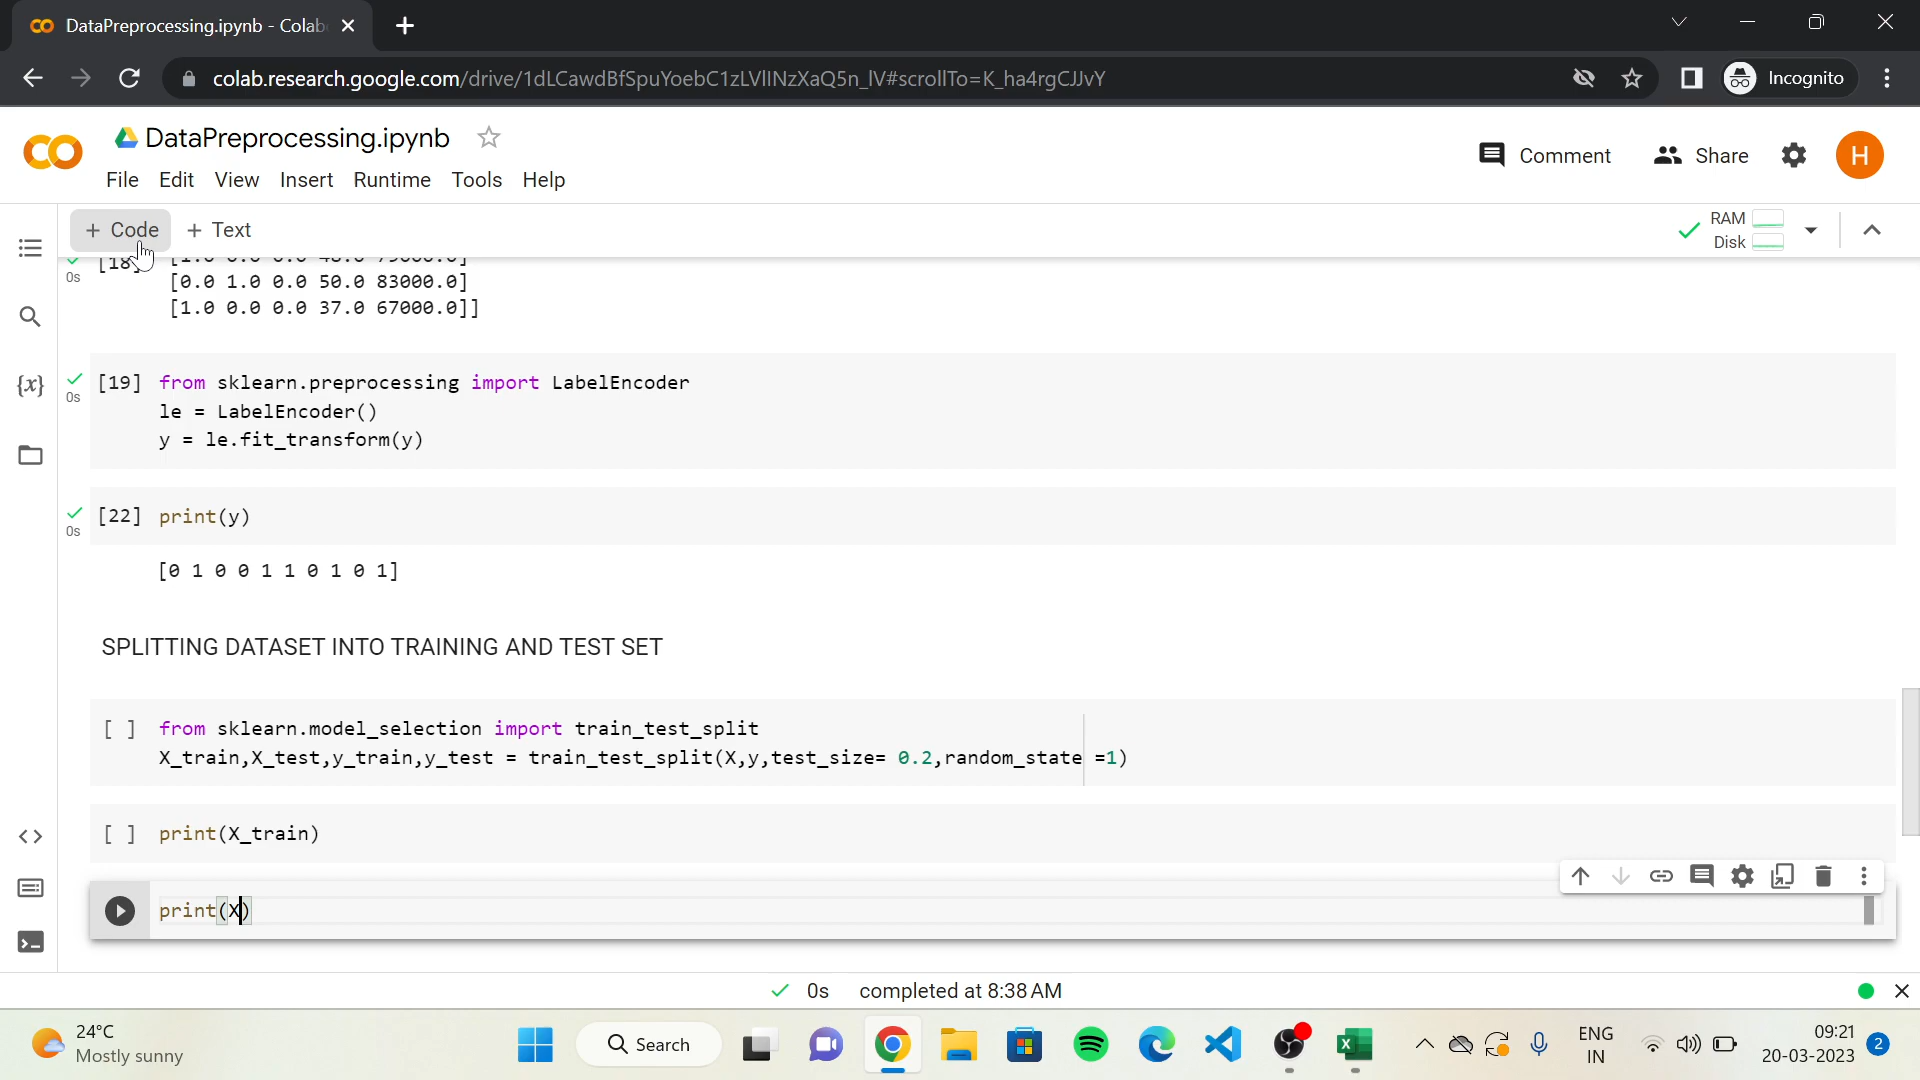 DataPreprocessing.ipynb - Colab
colab.research.google.com/drive/1dLCawdBfSpuYoebC1zLVlINzXaQ5n_lV#scrollTo=K_ha4rgCJJvY
Incognito
DataPreprocessing.ipynb
Comment
Share
H
File Edit View Insert Runtime Tools Help
+ Code + Text
RAM
Disk
0s
[18]
[0.0 1.0 0.0 50.0 83000.0]
[1.0 0.0 0.0 37.0 67000.0]]
[19] from sklearn.preprocessing import LabelEncoder
0s
le = LabelEncoder()
y = le.fit_transform(y)
[22] print(y)
0s
[0 1 0 0 1 1 0 1 0 1]
SPLITTING DATASET INTO TRAINING AND TEST SET
[ ] from sklearn.model_selection import train_test_split
X_train,X_test,y_train,y_test = train_test_split(X,y,test_size= 0.2,random_state =1)
[ ] print(X_train)
print(X)
0s completed at 8:38 AM
24°C
Mostly sunny
Search
ENG
IN
09:21
20-03-2023
2